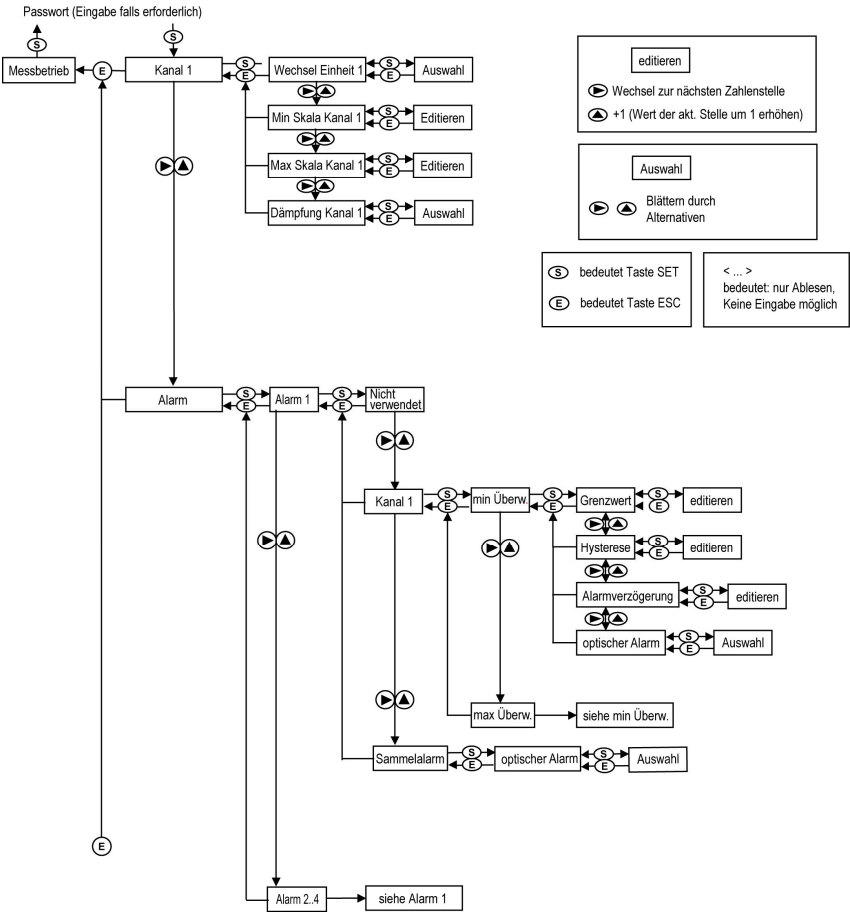 Passwort (Eingabe falls erforderlich)
S
S
Messbetrieb
E
Kanal 1
S
E
Wechsel Einheit 1
S
E
Auswahl
Min Skala Kanal 1
S
E
Editieren
Max Skala Kanal 1
S
E
Editieren
Dämpfung Kanal 1
S
E
Auswahl
editieren
Wechsel zur nächsten Zahlenstelle
+1 (Wert der akt. Stelle um 1 erhöhen)
Auswahl
Blättern durch
Alternativen
S bedeutet Taste SET
E bedeutet Taste ESC
< ... >
bedeutet: nur Ablesen,
Keine Eingabe möglich
Alarm
S
E
Alarm 1
S
E
Nicht
verwendet
Kanal 1
S
E
min Überw.
S
E
Grenzwert
S
E
editieren
Hysterese
S
E
editieren
Alarmverzögerung
S
E
editieren
optischer Alarm
S
E
Auswahl
max Überw.
siehe min Überw.
Sammelalarm
S
E
optischer Alarm
S
E
Auswahl
E
Alarm 2..4
siehe Alarm 1